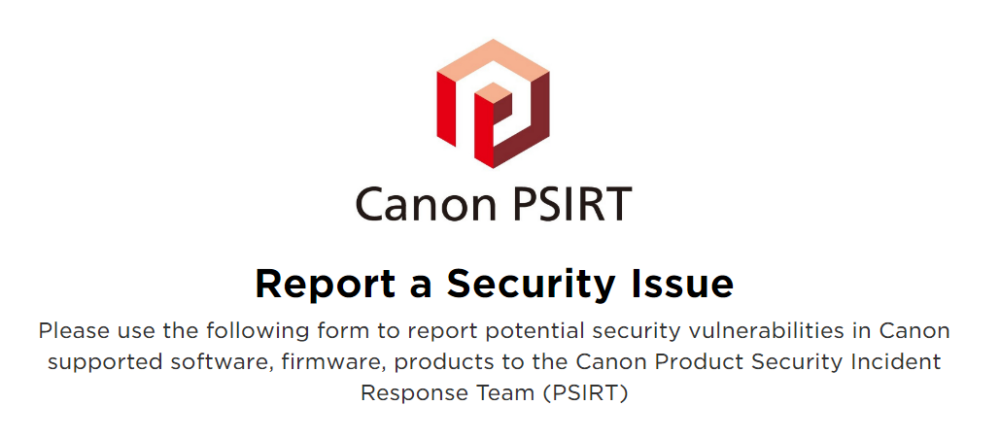 Canon PSIRT
Report a Security Issue
Please use the following form to report potential security vulnerabilities in Canon
supported software, firmware, products to the Canon Product Security Incident
Response Team (PSIRT)